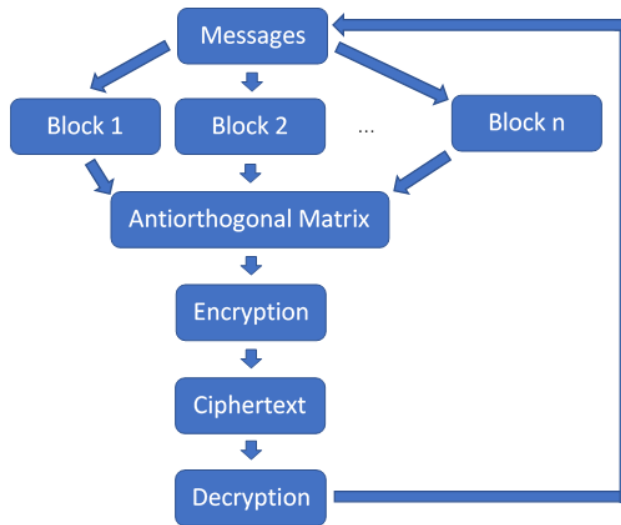 Messages
Block 1
Block 2
...
Block n
Antiorthogonal Matrix
Encryption
Ciphertext
Decryption